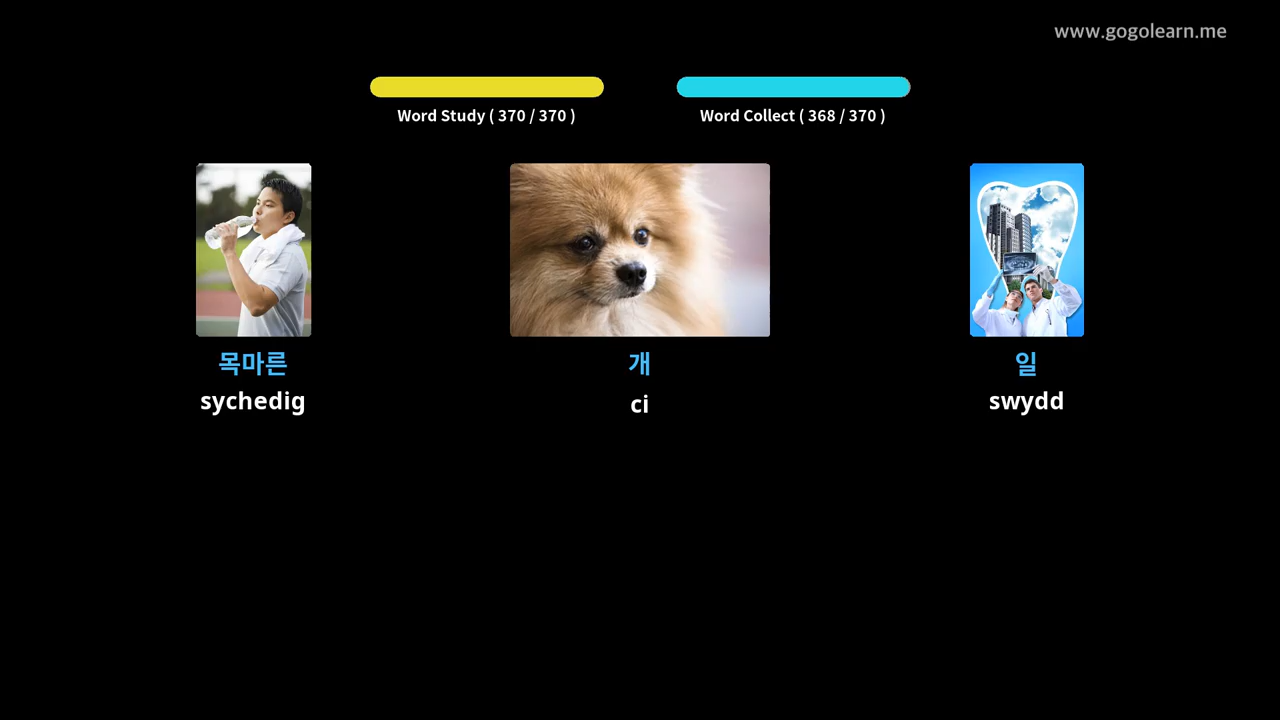 www.gogolearn.me
Word Study ( 370 / 370 )
Word Collect ( 368 / 370 )
목마른
sychedig
개
ci
일
swydd